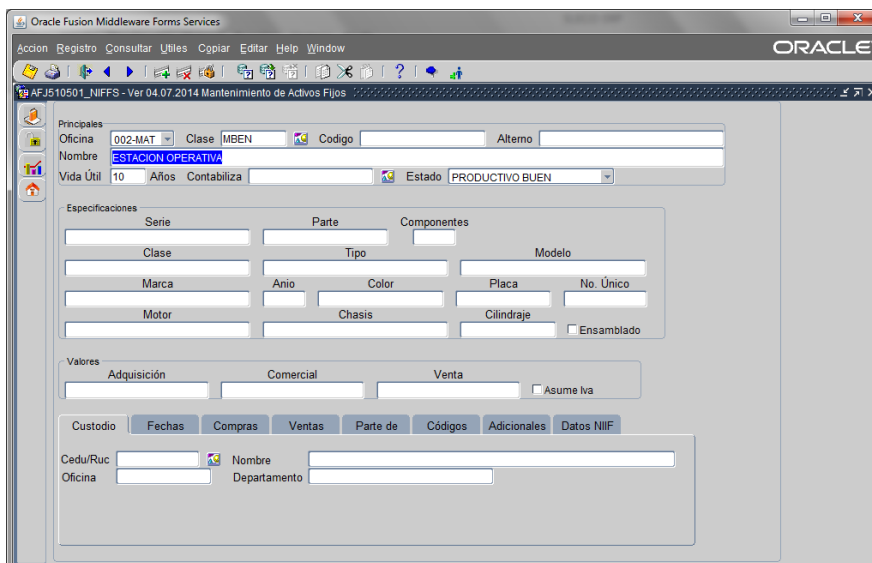 Oracle Fusion Middleware Forms Services
Accion Registro Consultar Utiles Copiar Editar Help Window
ORACLE
AFJ510501_NIFFS - Ver 04.07.2014 Mantenimiento de Activos Fijos
Principales
Oficina 002-MAT Clase MBEN Codigo Alterno
Nombre ESTACION OPERATIVA
Vida Útil 10 Años Contabiliza Estado PRODUCTIVO BUEN
Especificaciones
Serie Parte Componentes
Clase Tipo Modelo
Marca Anio Color Placa No. Único
Motor Chasis Cilindraje
Ensamblado
Valores
Adquisición Comercial Venta
Asume Iva
Custodio Fechas Compras Ventas Parte de Códigos Adicionales Datos NIIF
Cedu/Ruc Nombre
Oficina Departamento